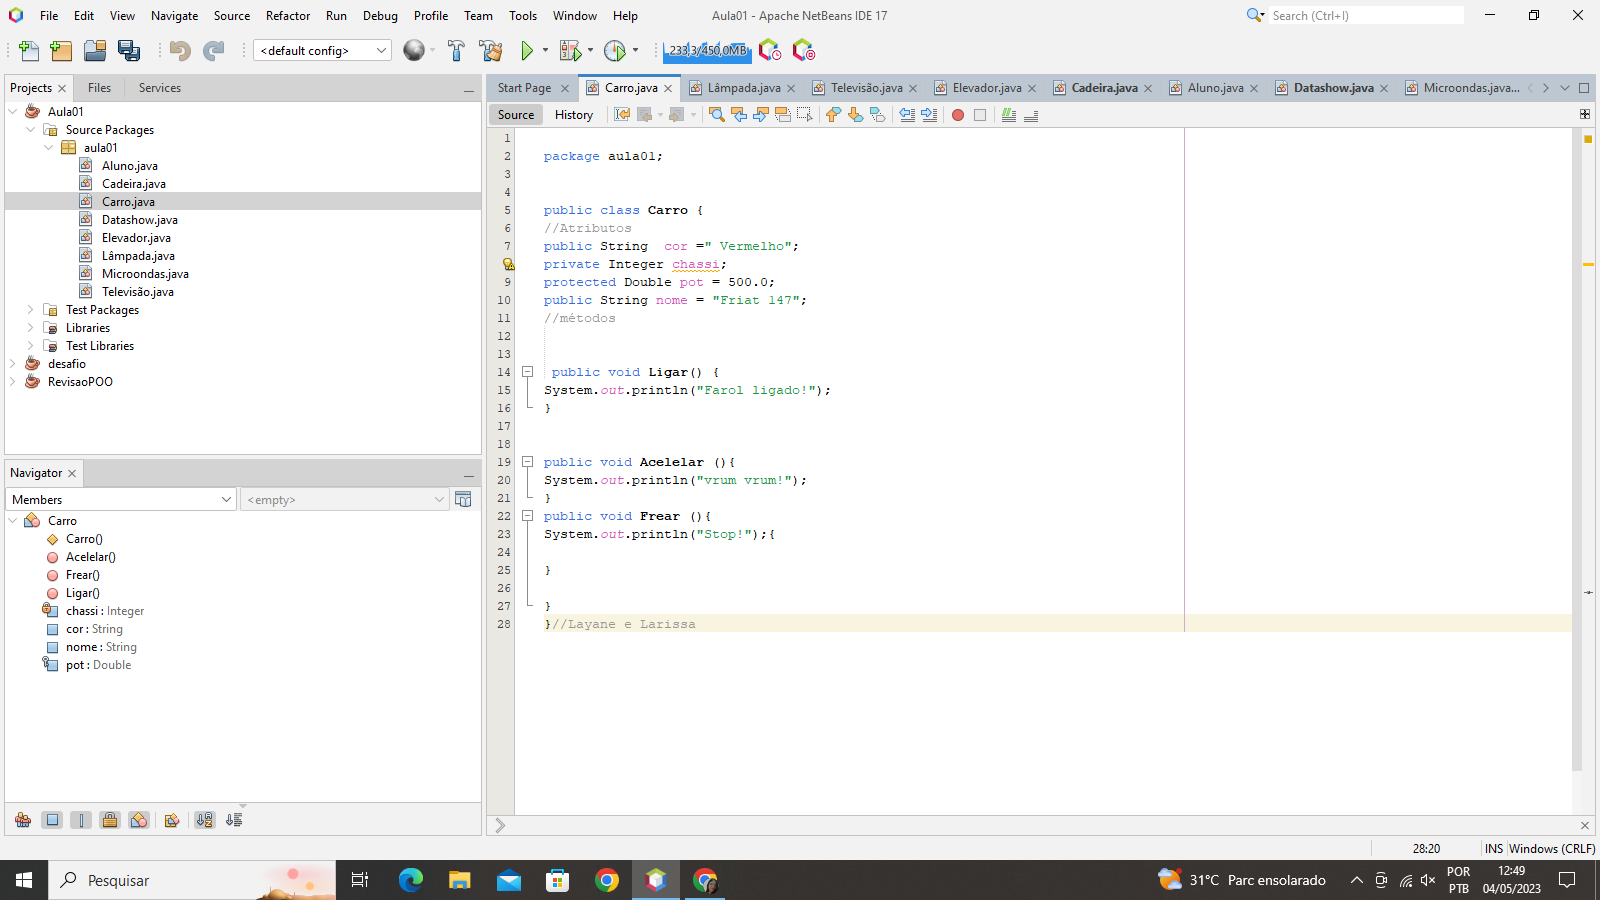 File Edit View Navigate Source Refactor Run Debug Profile Team Tools Window Help
Aula01 - Apache NetBeans IDE 17
Search (Ctrl+I)
<default config>
233,3/450,0MB
Projects Files Services
Start Page Carro.java Lâmpada.java Televisão.java Elevador.java Cadeira.java Aluno.java Datashow.java Microondas.java...
Source History
Aula01
Source Packages
aula01
Aluno.java
Cadeira.java
Carro.java
Datashow.java
Elevador.java
Lâmpada.java
Microondas.java
Televisão.java
Test Packages
Libraries
Test Libraries
desafio
RevisaoPOO
Navigator
Members
<empty>
Carro
Carro()
Acelelar()
Frear()
Ligar()
chassi : Integer
cor : String
nome : String
pot : Double
1
2 package aula01;
3
4
5 public class Carro {
6 //Atributos
7 public String  cor =" Vermelho";
private Integer chassi;
9 protected Double pot = 500.0;
10 public String nome = "Friat 147";
11 //métodos
12
13
14 public void Ligar() {
15 System.out.println("Farol ligado!");
16 }
17
18
19 public void Acelelar (){
20 System.out.println("vrum vrum!");
21 }
22 public void Frear (){
23 System.out.println("Stop!");{
24
25 }
26
27 }
28 }//Layane e Larissa
28:20 INS Windows (CRLF)
Pesquisar
31°C Parc ensolarado
POR
PTB
12:49
04/05/2023